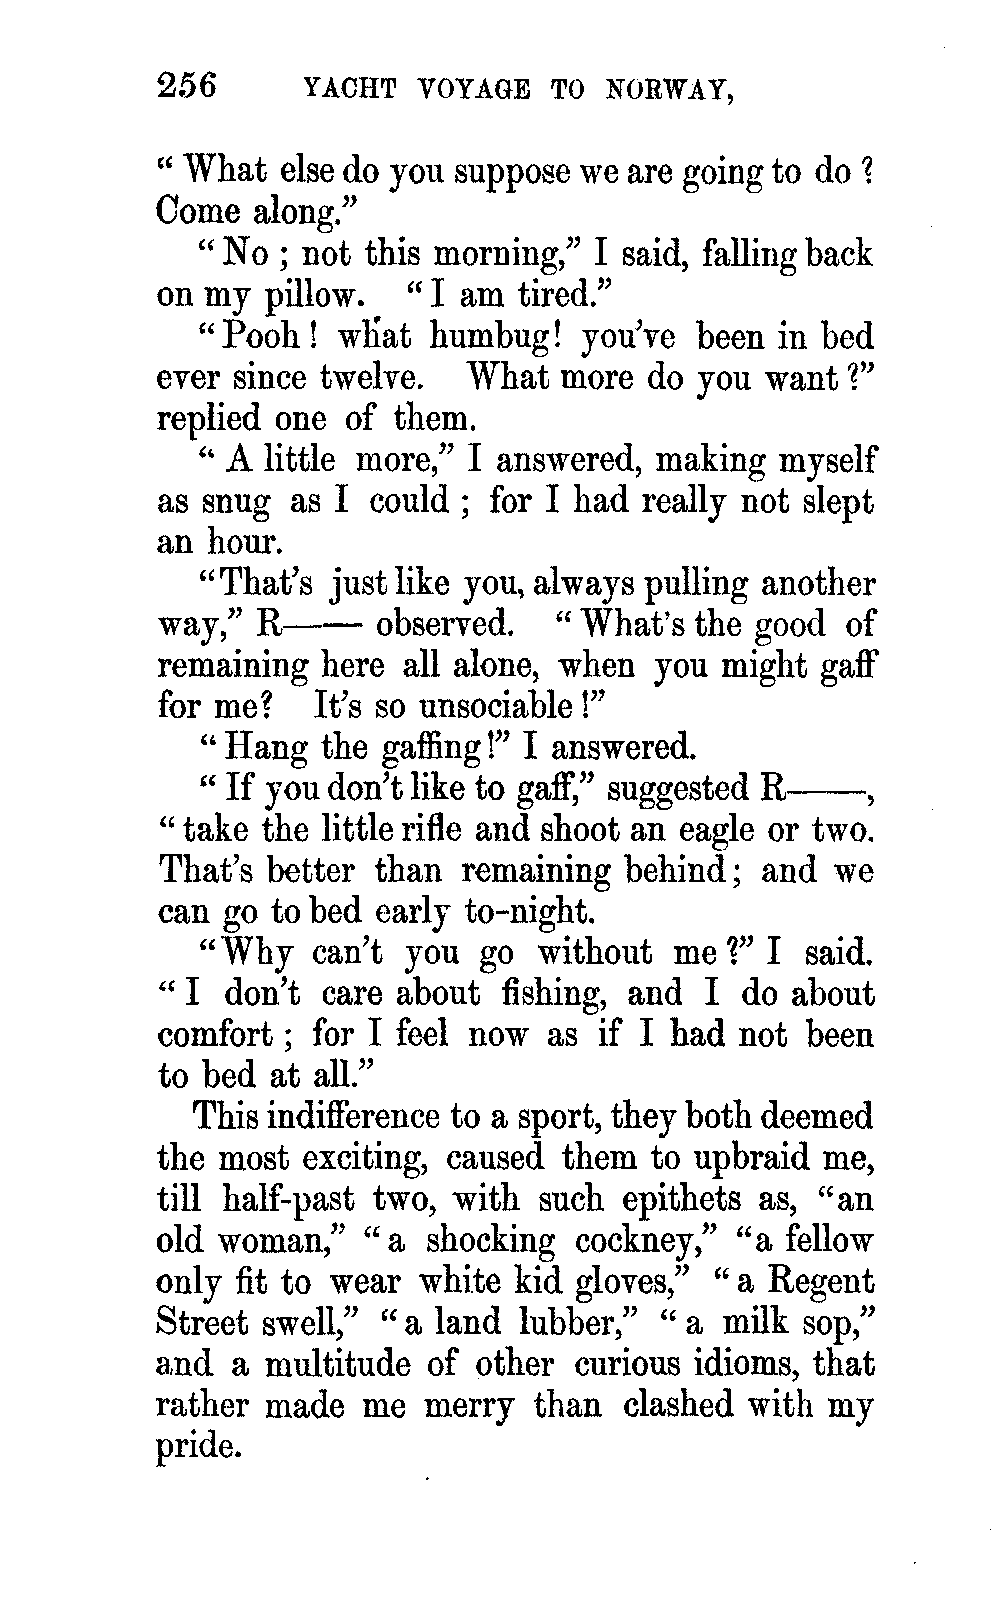 256 YACHT VOYAGE TO NORWAY,
“ What else do you suppose we are going to do ?
Come along.”
“ No ; not this morning,” I said, falling back
on my pillow. “ I am tired.”
“ Pooh ! what humbug! you’ve been in bed
ever since twelve. What more do you want ?”
replied one of them.
“ A little more,” I answered, making myself
as snug as I could ; for I had really not slept
an hour.
“That’s just like you, always pulling another
way,” R—— observed. “ What’s the good of
remaining here all alone, when you might gaff
for me? It’s so unsociable !”
“ Hang the gaffing !” I answered.
“ If you don’t like to gaff,” suggested R——,
“ take the little rifle and shoot an eagle or two.
That’s better than remaining behind ; and we
can go to bed early to-night.
“Why can’t you go without me ?” I said.
“ I don’t care about fishing, and I do about
comfort ; for I feel now as if I had not been
to bed at all.”
This indifference to a sport, they both deemed
the most exciting, caused them to upbraid me,
till half-past two, with such epithets as, “an
old woman,” “ a shocking cockney,” “a fellow
only fit to wear white kid gloves,” “ a Regent
Street swell,” “ a land lubber,” “ a milk sop,”
and a multitude of other curious idioms, that
rather made me merry than clashed with my
pride.